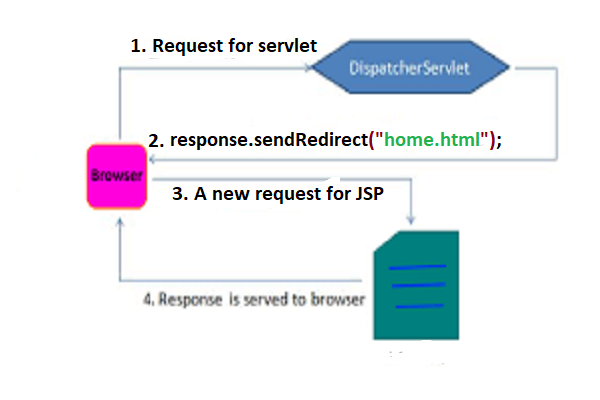 1. Request for servlet
DispatcherServlet
2. response.sendRedirect("home.html");
Browser
3. A new request for JSP
4. Response is served to browser